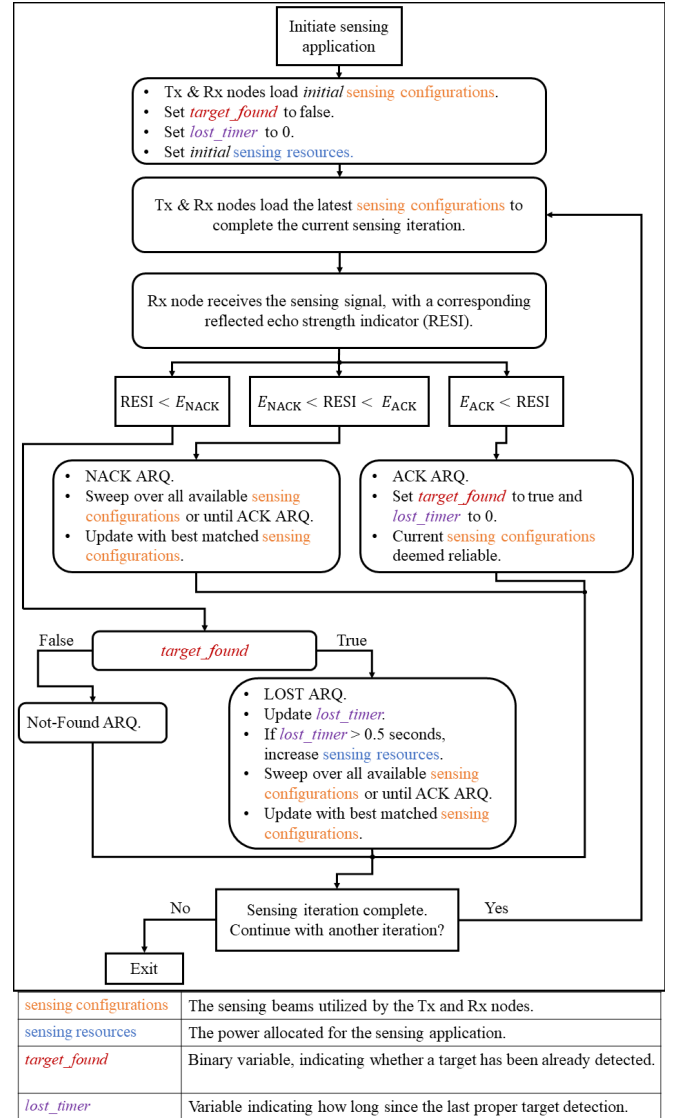 Initiate sensing
application
• Tx & Rx nodes load initial sensing configurations.
• Set target_found to false.
• Set lost_timer to 0.
• Set initial sensing resources.
Tx & Rx nodes load the latest sensing configurations to
complete the current sensing iteration.
Rx node receives the sensing signal, with a corresponding
reflected echo strength indicator (RESI).
RESI < E_NACK
E_NACK < RESI < E_ACK
E_ACK < RESI
• NACK ARQ.
• Sweep over all available sensing
configurations or until ACK ARQ.
• Update with best matched sensing
configurations.
• ACK ARQ.
• Set target_found to true and
lost_timer to 0.
• Current sensing configurations
deemed reliable.
False
target_found
True
Not-Found ARQ.
• LOST ARQ.
• Update lost_timer.
• If lost_timer > 0.5 seconds,
increase sensing resources.
• Sweep over all available sensing
configurations or until ACK ARQ.
• Update with best matched sensing
configurations.
No
Sensing iteration complete.
Continue with another iteration?
Yes
Exit
sensing configurations The sensing beams utilized by the Tx and Rx nodes.
sensing resources The power allocated for the sensing application.
target_found Binary variable, indicating whether a target has been already detected.
lost_timer Variable indicating how long since the last proper target detection.